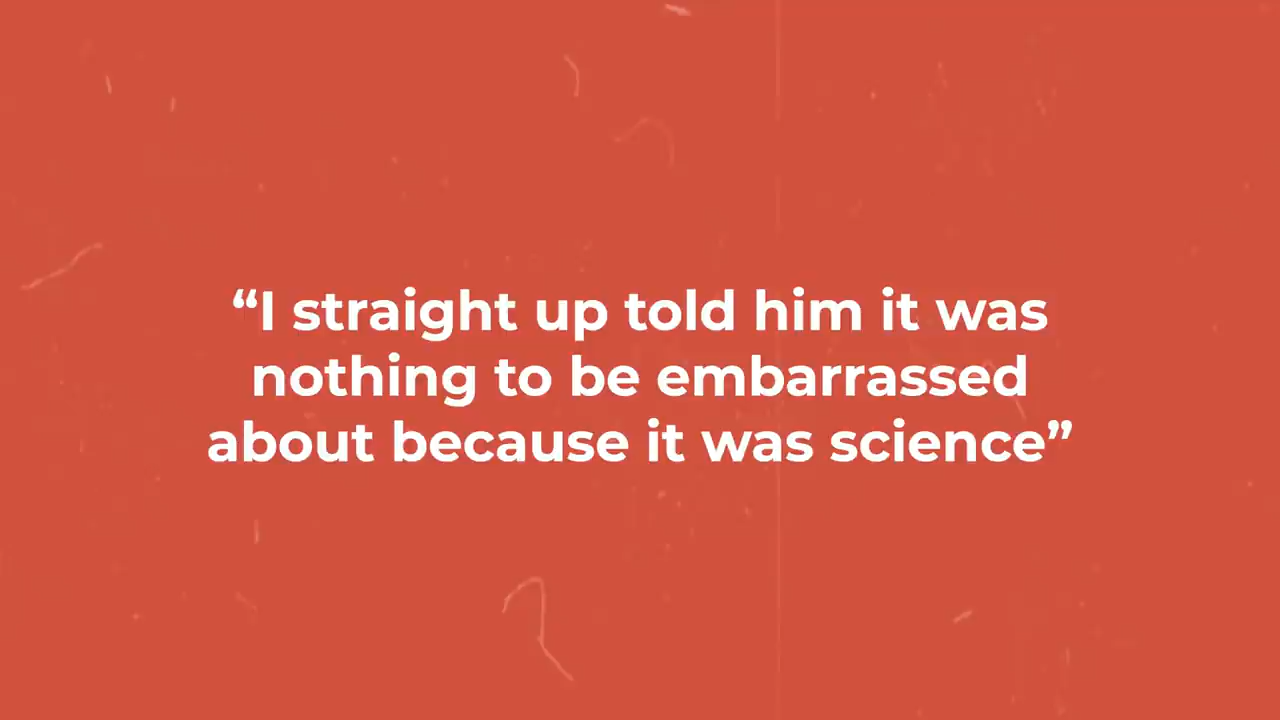 “I straight up told him it was
nothing to be embarrassed
about because it was science”